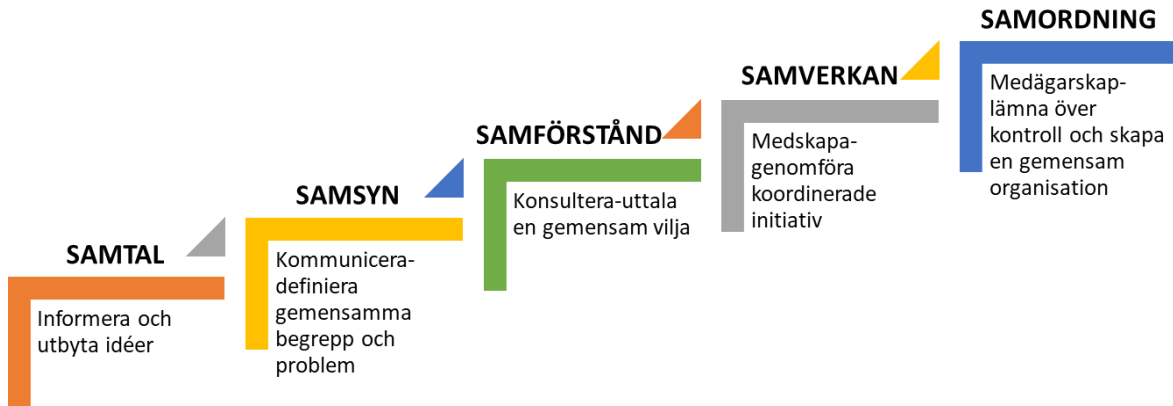 SAMTAL
Informera och
utbyta idéer
SAMSYN
Kommunicera-
definiera
gemensamma
begrepp och
problem
SAMFÖRSTÅND
Konsultera-uttala
en gemensam vilja
SAMVERKAN
Medskapa-
genomföra
koordinerade
initiativ
SAMORDNING
Medägarskap-
lämna över
kontroll och skapa
en gemensam
organisation